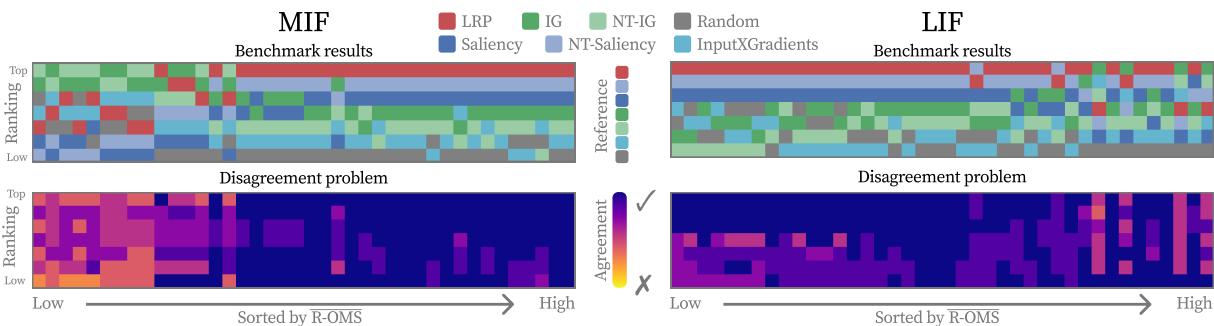 MIF
LRP
IG
NT-IG
Random
LIF
Saliency
NT-Saliency
InputXGradients
Benchmark results
Benchmark results
Top
Ranking
Low
Reference
Disagreement problem
Disagreement problem
Top
Ranking
Low
Agreement
✓
✗
Low
High
Sorted by R̅-OMS
Low
High
Sorted by R̅-OMS